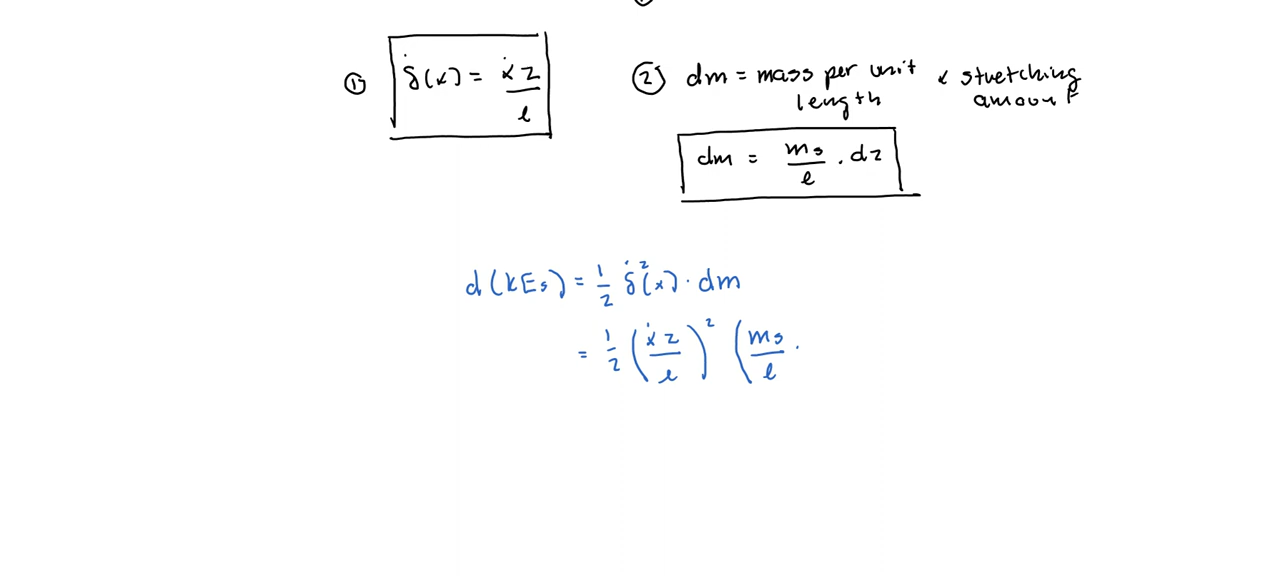 ① δ̇(x) = ẋz/l
② dm = mass per unit length × stretching amount
dm = ms/l · dz
d(KEs) = 1/2 δ̇²(x) · dm
= 1/2 (ẋz/l)² (ms/l ·